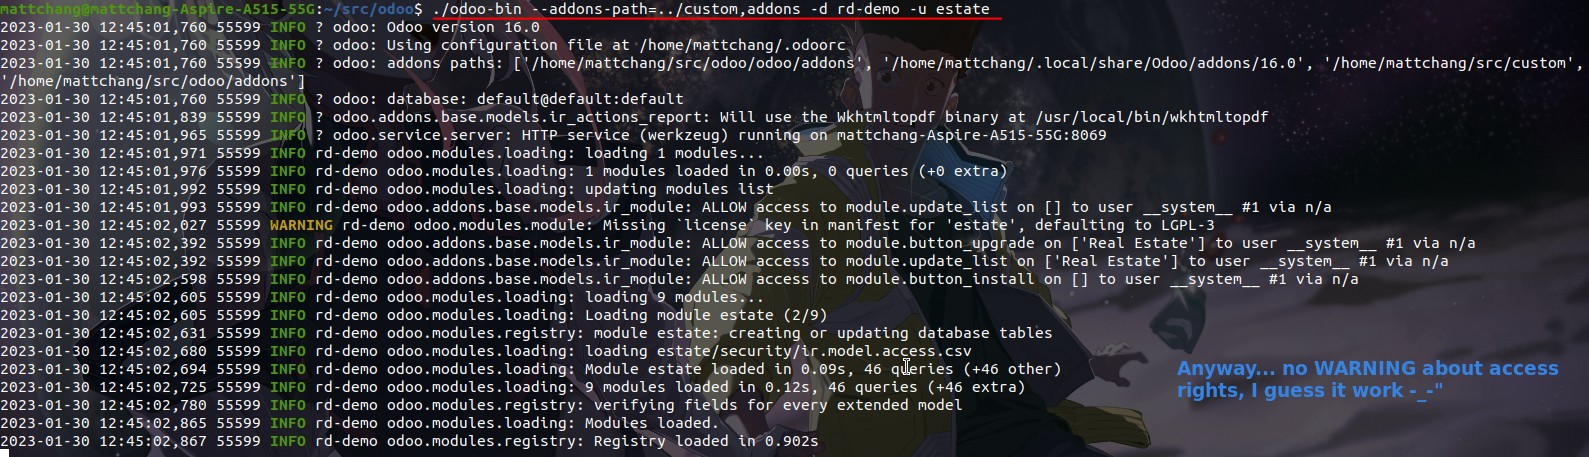 mattchang@mattchang-Aspire-A515-55G:~/src/odoo$ ./odoo-bin --addons-path=../custom,addons -d rd-demo -u estate
2023-01-30 12:45:01,760 55599 INFO ? odoo: Odoo version 16.0
2023-01-30 12:45:01,760 55599 INFO ? odoo: Using configuration file at /home/mattchang/.odoorc
2023-01-30 12:45:01,760 55599 INFO ? odoo: addons paths: ['/home/mattchang/src/odoo/odoo/addons', '/home/mattchang/.local/share/Odoo/addons/16.0', '/home/mattchang/src/custom',
'/home/mattchang/src/odoo/addons']
2023-01-30 12:45:01,760 55599 INFO ? odoo: database: default@default:default
2023-01-30 12:45:01,839 55599 INFO ? odoo.addons.base.models.ir_actions_report: Will use the Wkhtmltopdf binary at /usr/local/bin/wkhtmltopdf
2023-01-30 12:45:01,965 55599 INFO ? odoo.service.server: HTTP service (werkzeug) running on mattchang-Aspire-A515-55G:8069
2023-01-30 12:45:01,971 55599 INFO rd-demo odoo.modules.loading: loading 1 modules...
2023-01-30 12:45:01,976 55599 INFO rd-demo odoo.modules.loading: 1 modules loaded in 0.00s, 0 queries (+0 extra)
2023-01-30 12:45:01,992 55599 INFO rd-demo odoo.modules.loading: updating modules list
2023-01-30 12:45:01,993 55599 INFO rd-demo odoo.addons.base.models.ir_module: ALLOW access to module.update_list on [] to user __system__ #1 via n/a
2023-01-30 12:45:02,027 55599 WARNING rd-demo odoo.modules.module: Missing `license` key in manifest for 'estate', defaulting to LGPL-3
2023-01-30 12:45:02,392 55599 INFO rd-demo odoo.addons.base.models.ir_module: ALLOW access to module.button_upgrade on ['Real Estate'] to user __system__ #1 via n/a
2023-01-30 12:45:02,392 55599 INFO rd-demo odoo.addons.base.models.ir_module: ALLOW access to module.update_list on ['Real Estate'] to user __system__ #1 via n/a
2023-01-30 12:45:02,598 55599 INFO rd-demo odoo.addons.base.models.ir_module: ALLOW access to module.button_install on [] to user __system__ #1 via n/a
2023-01-30 12:45:02,605 55599 INFO rd-demo odoo.modules.loading: loading 9 modules...
2023-01-30 12:45:02,605 55599 INFO rd-demo odoo.modules.loading: Loading module estate (2/9)
2023-01-30 12:45:02,631 55599 INFO rd-demo odoo.modules.registry: module estate: creating or updating database tables
2023-01-30 12:45:02,680 55599 INFO rd-demo odoo.modules.loading: loading estate/security/ir.model.access.csv
2023-01-30 12:45:02,694 55599 INFO rd-demo odoo.modules.loading: Module estate loaded in 0.09s, 46 queries (+46 other)
2023-01-30 12:45:02,725 55599 INFO rd-demo odoo.modules.loading: 9 modules loaded in 0.12s, 46 queries (+46 extra)
2023-01-30 12:45:02,780 55599 INFO rd-demo odoo.modules.registry: verifying fields for every extended model
2023-01-30 12:45:02,865 55599 INFO rd-demo odoo.modules.loading: Modules loaded.
2023-01-30 12:45:02,867 55599 INFO rd-demo odoo.modules.registry: Registry loaded in 0.902s
Anyway... no WARNING about access
rights, I guess it work -_-"